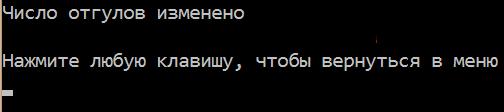 Число отгулов изменено
Нажмите любую клавишу, чтобы вернуться в меню